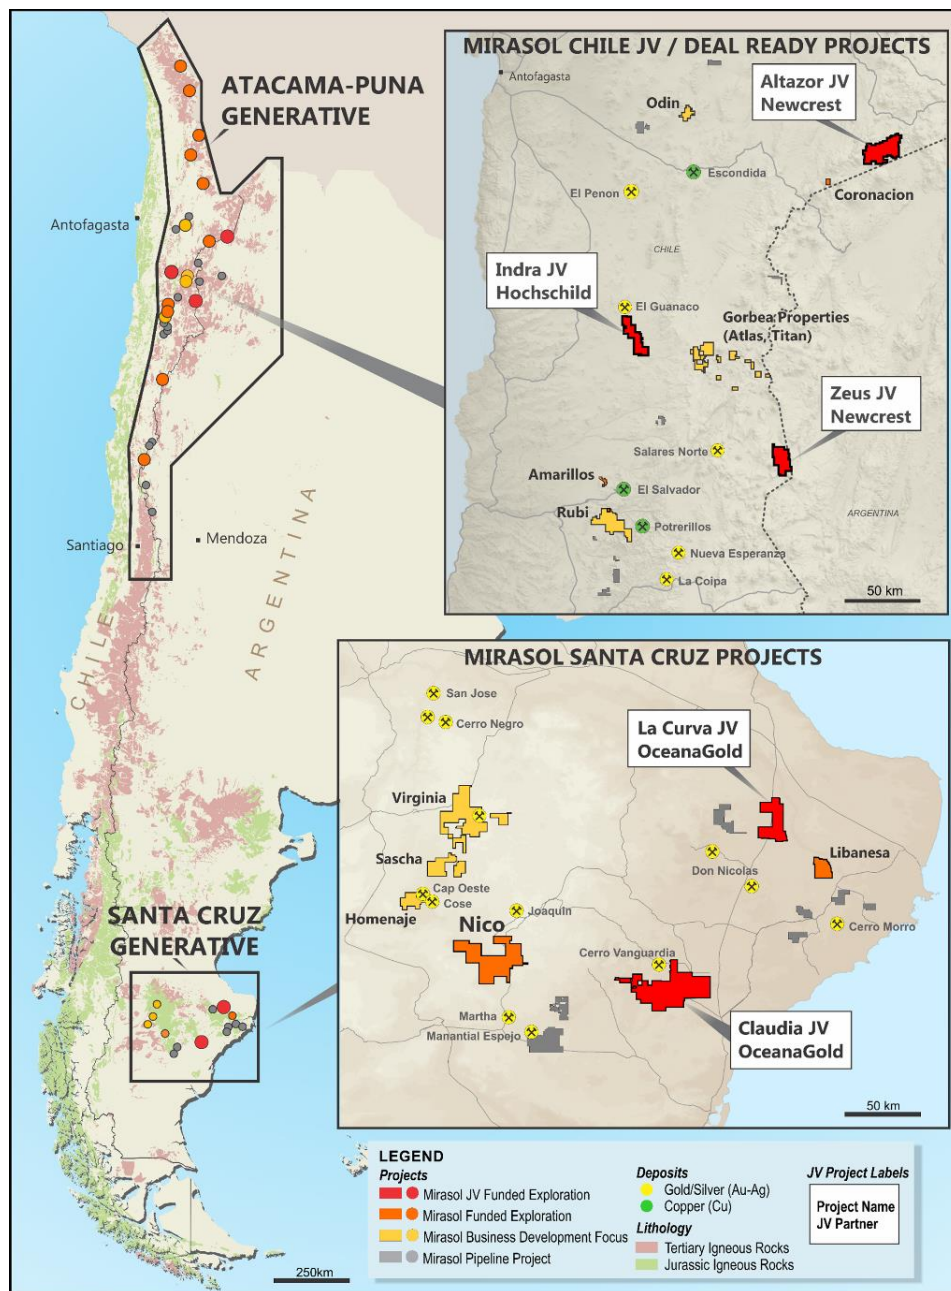 ATACAMA-PUNA
GENERATIVE
Antofagasta
Santiago
Mendoza
CHILE
ARGENTINA
SANTA CRUZ
GENERATIVE
250km
MIRASOL CHILE JV / DEAL READY PROJECTS
Antofagasta
Odin
Altazor JV
Newcrest
Escondida
El Penon
Coronacion
CHILE
Indra JV
Hochschild
El Guanaco
Gorbea Properties
(Atlas, Titan)
Zeus JV
Newcrest
Salares Norte
Amarillos
El Salvador
Rubi
Potrerillos
ARGENTINA
Nueva Esperanza
La Coipa
50 km
MIRASOL SANTA CRUZ PROJECTS
San Jose
Cerro Negro
La Curva JV
OceanaGold
Virginia
Sascha
Don Nicolas
Libanesa
Cap Oeste
Cose
Homenaje
Joaquin
Nico
Cerro Morro
Cerro Vanguardia
Martha
Manantial Espejo
Claudia JV
OceanaGold
50 km
LEGEND
Projects
Mirasol JV Funded Exploration
Mirasol Funded Exploration
Mirasol Business Development Focus
Mirasol Pipeline Project
Deposits
Gold/Silver (Au-Ag)
Copper (Cu)
Lithology
Tertiary Igneous Rocks
Jurassic Igneous Rocks
JV Project Labels
Project Name
JV Partner